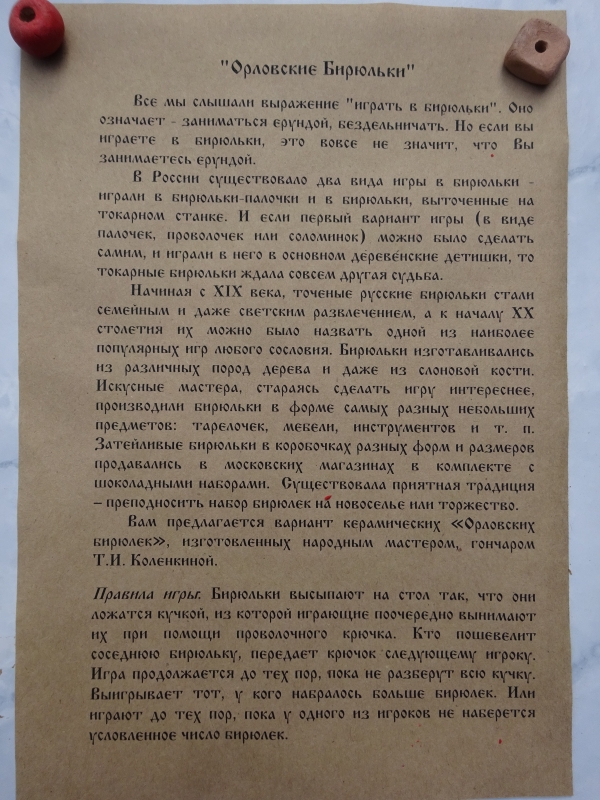 "Орловские Бирюльки"
Все мы слышали выражение "играть в бирюльки". Оно
означает - заниматься ерундой, бездельничать. Но если вы
играете в бирюльки, это вовсе не значит, что Вы
занимаетесь ерундой.
В России существовало два вида игры в бирюльки -
играли в бирюльки-палочки и в бирюльки, выточенные на
токарном станке. И если первый вариант игры (в виде
палочек, проволочек или соломинок) можно было сделать
самим, и играли в него в основном деревенские детишки, то
токарные бирюльки ждала совсем другая судьба.
Начиная с XIX века, точеные русские бирюльки стали
семейным и даже светским развлечением, а к началу XX
столетия их можно было назвать одной из наиболее
популярных игр любого сословия. Бирюльки изготавливались
из различных пород дерева и даже из слоновой кости.
Искусные мастера, стараясь сделать игру интереснее,
производили бирюльки в форме самых разных небольших
предметов: тарелочек, мебели, инструментов и т. п.
Затейливые бирюльки в коробочках разных форм и размеров
продавались в московских магазинах в комплекте с
шоколадными наборами. Существовала приятная традиция
– преподносить набор бирюлек на новоселье или торжество.
Вам предлагается вариант керамических «Орловских
бирюлек», изготовленных народным мастером, гончаром
Т.И. Коленкиной.
Правила игры. Бирюльки высыпают на стол так, что они
ложатся кучкой, из которой играющие поочередно вынимают
их при помощи проволочного крючка. Кто пошевелит
соседнюю бирюльку, передает крючок следующему игроку.
Игра продолжается до тех пор, пока не разберут всю кучку.
Выигрывает тот, у кого набралось больше бирюлек. Или
играют до тех пор, пока у одного из игроков не наберется
условленное число бирюлек.